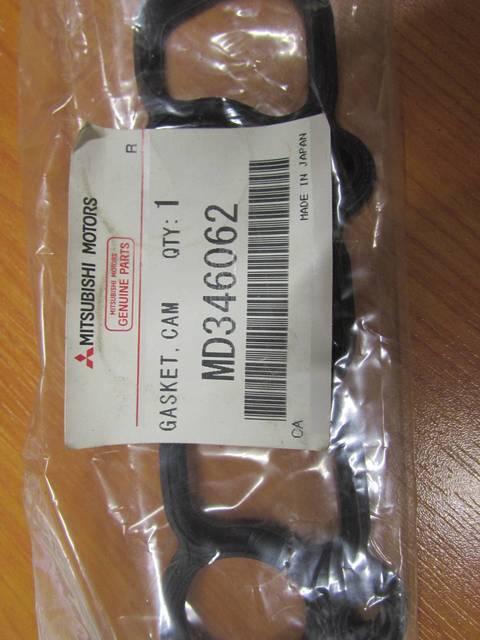 R
MITSUBISHI MOTORS
MITSUBISHI MOTORS
GENUINE PARTS
GASKET, CAM QTY: 1
MD346062
CA
MADE IN JAPAN